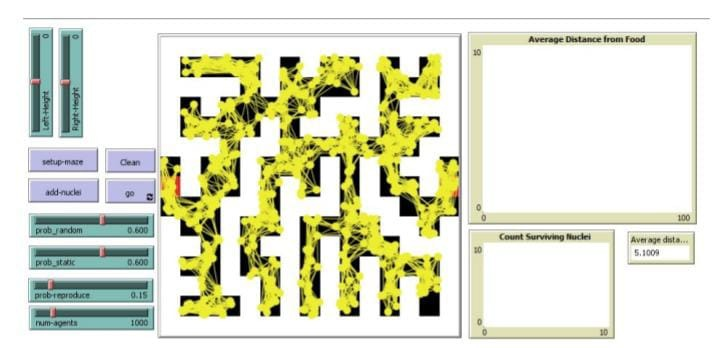 Left-Height 0
Right-Height 0
setup-maze
Clean
add-nuclei
go
prob_random 0.600
prob_static 0.600
prob-reproduce 0.15
num-agents 1000
Average Distance from Food
10
0
0
100
Count Surviving Nuclei
10
0
0
10
Average dista...
5.1009